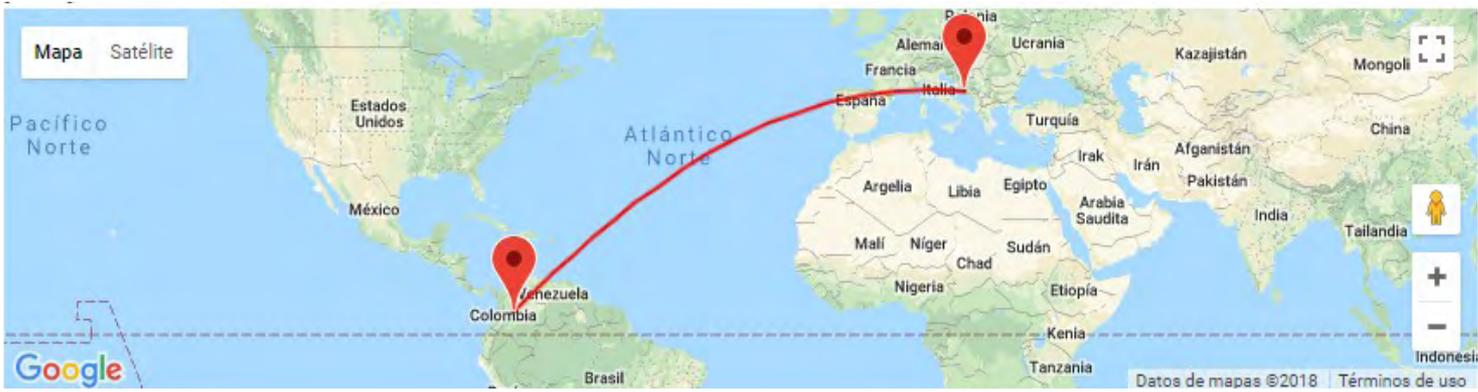 Mapa Satélite
Ucrania
Kazajistán
Mongoli
Francia
Italia
España
Estados
Unidos
Pacífico
Norte
Atlántico
Norte
Turquía
China
Irak
Irán
Afganistán
Pakistán
Argelia
Libia
Egipto
Arabia
Saudita
India
Tailandia
México
Malí
Níger
Chad
Sudán
Nigeria
Etiopía
Venezuela
Colombia
Kenia
Tanzania
Indonesia
Brasil
Google
Datos de mapas ©2018 Términos de uso